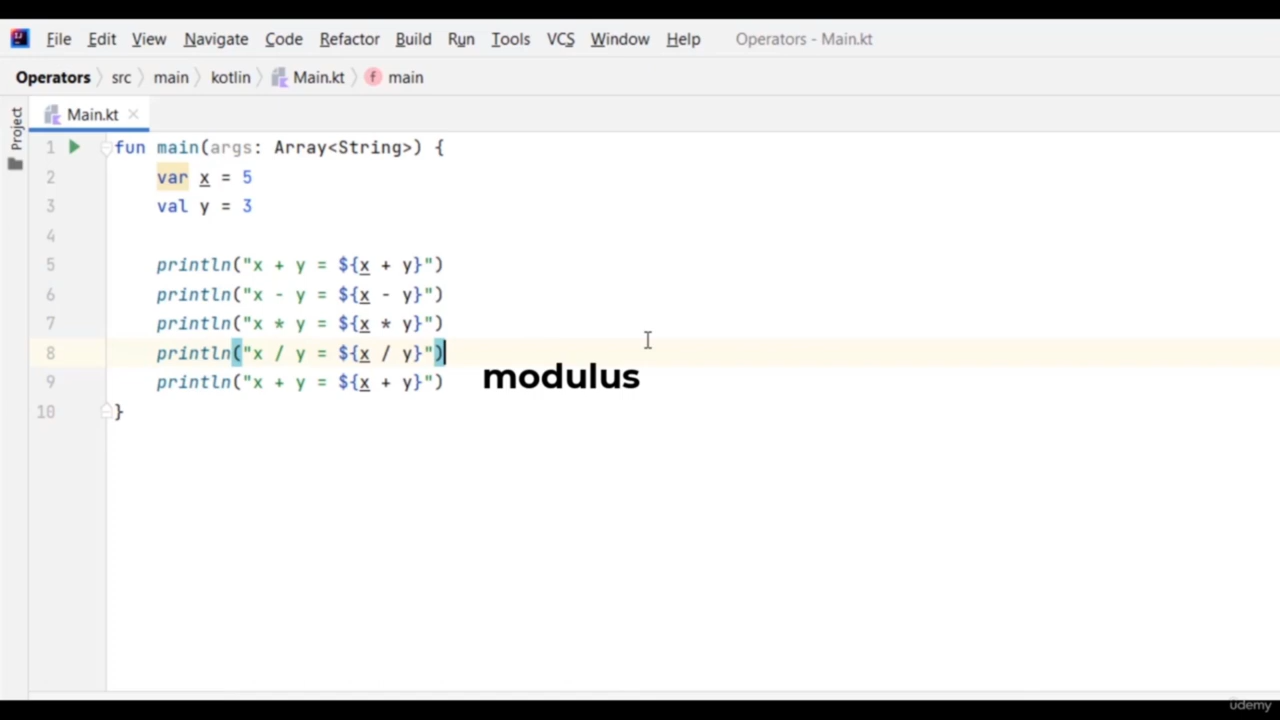 File Edit View Navigate Code Refactor Build Run Tools VCS Window Help Operators - Main.kt
Operators src main kotlin Main.kt main
Project
Main.kt
1 fun main(args: Array<String>) {
2 var x = 5
3 val y = 3
4
5 println("x + y = ${x + y}")
6 println("x - y = ${x - y}")
7 println("x * y = ${x * y}")
8 println("x / y = ${x / y}")
9 println("x + y = ${x + y}")
modulus
10 }
udemy